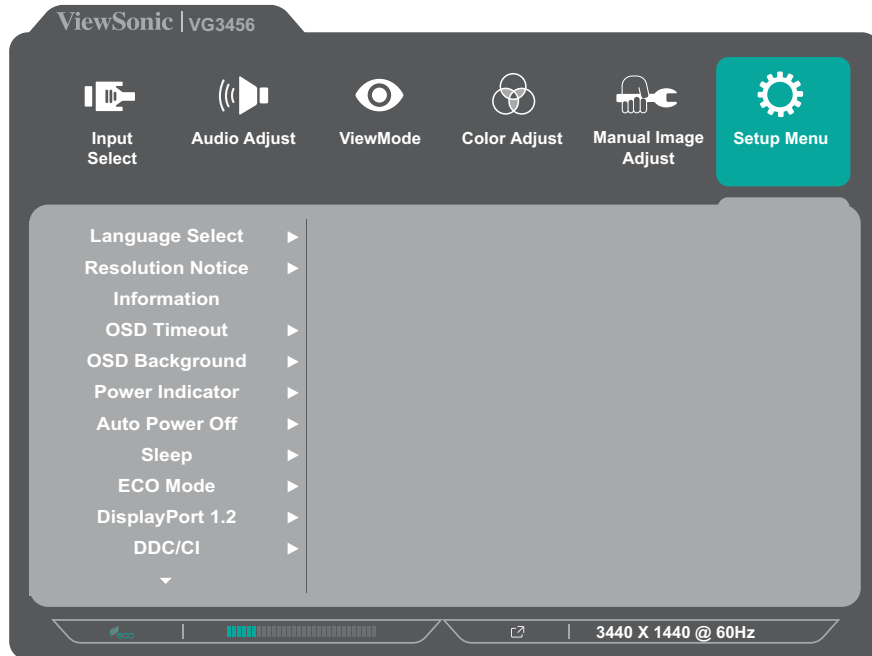 ViewSonic | VG3456
Input
Select
Audio Adjust
ViewMode
Color Adjust
Manual Image
Adjust
Setup Menu
Language Select
Resolution Notice
Information
OSD Timeout
OSD Background
Power Indicator
Auto Power Off
Sleep
ECO Mode
DisplayPort 1.2
DDC/CI
eco
3440 X 1440 @ 60Hz